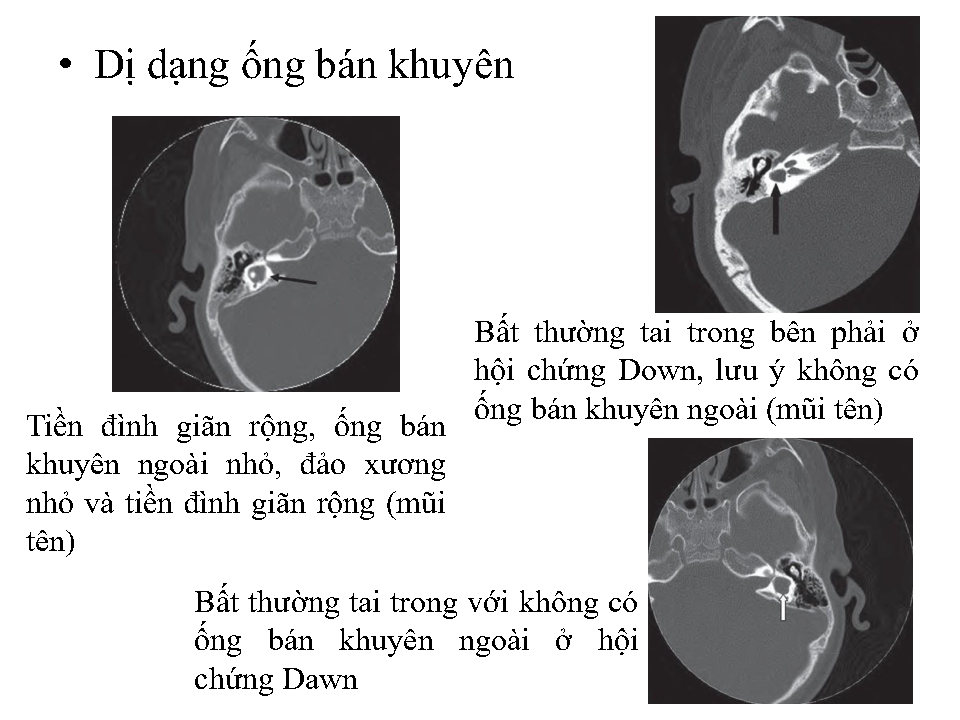 • Dị dạng ống bán khuyên
Bất thường tai trong bên phải ở
hội chứng Down, lưu ý không có
ống bán khuyên ngoài (mũi tên)
Tiền đình giãn rộng, ống bán
khuyên ngoài nhỏ, đảo xương
nhỏ và tiền đình giãn rộng (mũi
tên)
Bất thường tai trong với không có
ống bán khuyên ngoài ở hội
chứng Dawn